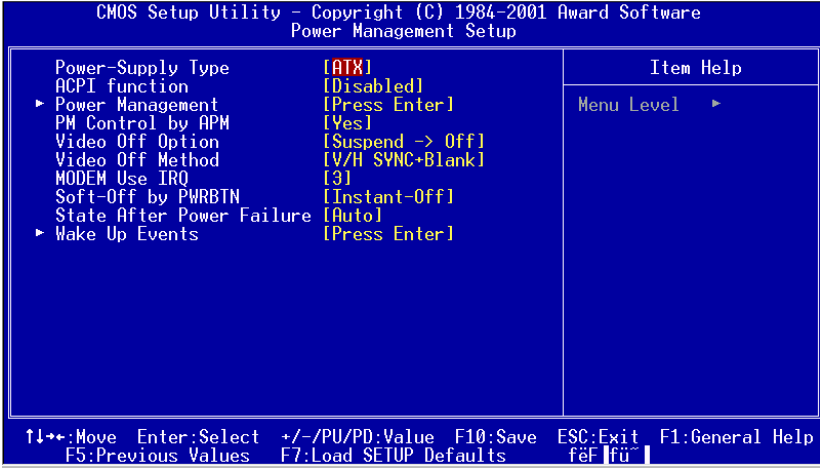 CMOS Setup Utility - Copyright (C) 1984-2001 Award Software
Power Management Setup
Power-Supply Type [ATX]
ACPI function [Disabled]
► Power Management [Press Enter]
PM Control by APM [Yes]
Video Off Option [Suspend -> Off]
Video Off Method [V/H SYNC+Blank]
MODEM Use IRQ [3]
Soft-Off by PWRBTN [Instant-Off]
State After Power Failure [Auto]
► Wake Up Events [Press Enter]
Item Help
Menu Level ►
↑↓→←:Move Enter:Select +/-/PU/PD:Value F10:Save ESC:Exit F1:General Help
F5:Previous Values F7:Load SETUP Defaults fëF fü